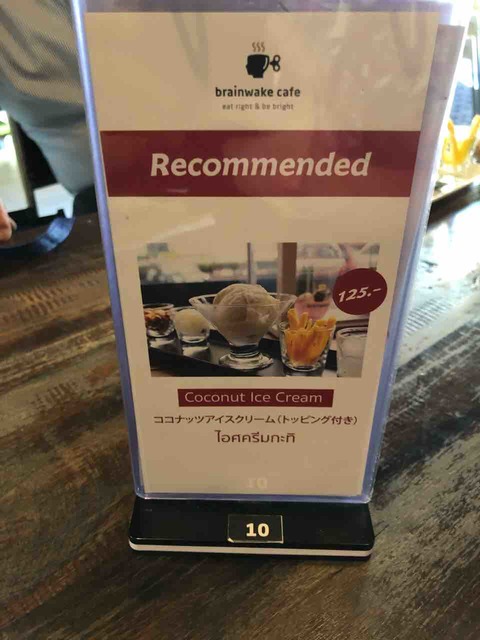 brainwake cafe
eat right & be bright
Recommended
125.-
Coconut Ice Cream
ココナッツアイスクリーム(トッピング付き)
ไอศครีมกะทิ
10
10